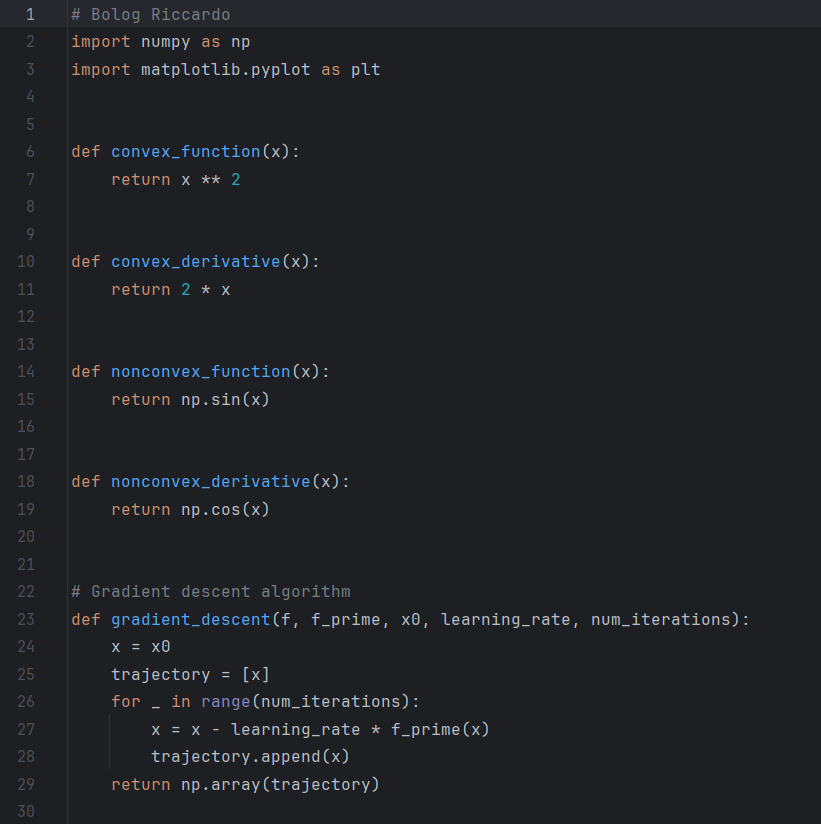 1 # Bolog Riccardo
2 import numpy as np
3 import matplotlib.pyplot as plt
4
5
6 def convex_function(x):
7     return x ** 2
8
9
10 def convex_derivative(x):
11     return 2 * x
12
13
14 def nonconvex_function(x):
15     return np.sin(x)
16
17
18 def nonconvex_derivative(x):
19     return np.cos(x)
20
21
22 # Gradient descent algorithm
23 def gradient_descent(f, f_prime, x0, learning_rate, num_iterations):
24     x = x0
25     trajectory = [x]
26     for _ in range(num_iterations):
27         x = x - learning_rate * f_prime(x)
28         trajectory.append(x)
29     return np.array(trajectory)
30